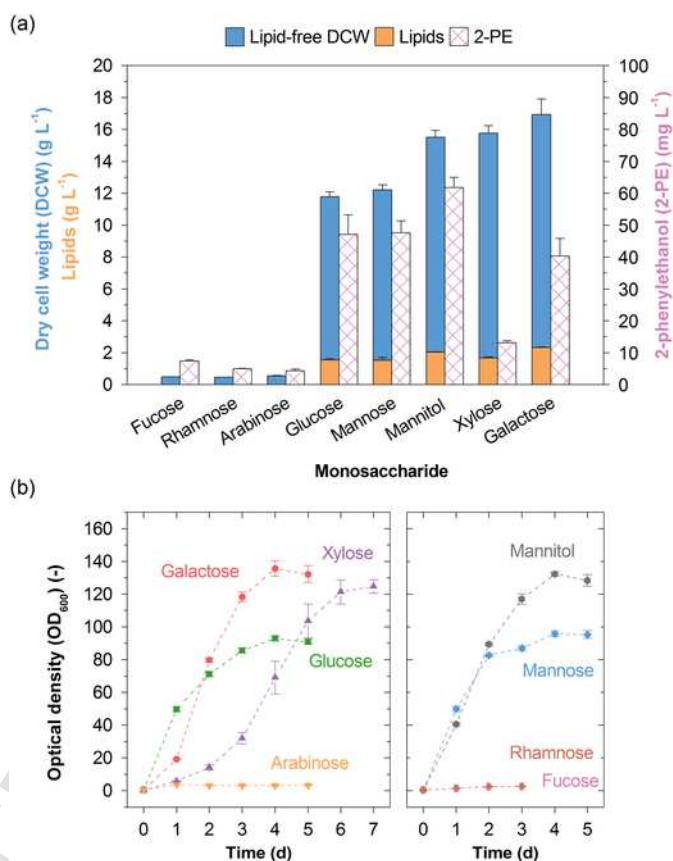 (a)
Lipid-free DCW Lipids 2-PE
Dry cell weight (DCW) (g L⁻¹)
Lipids (g L⁻¹)
20
18
16
14
12
10
8
6
4
2
0
100
90
80
70
60
50
40
30
20
10
0
2-phenylethanol (2-PE) (mg L⁻¹)
Fucose
Rhamnose
Arabinose
Glucose
Mannose
Mannitol
Xylose
Galactose
Monosaccharide
(b)
Optical density (OD₆₀₀) (-)
160
140
120
100
80
60
40
20
0
Galactose
Xylose
Glucose
Arabinose
0 1 2 3 4 5 6 7
Time (d)
Mannitol
Mannose
Rhamnose
Fucose
0 1 2 3 4 5
Time (d)